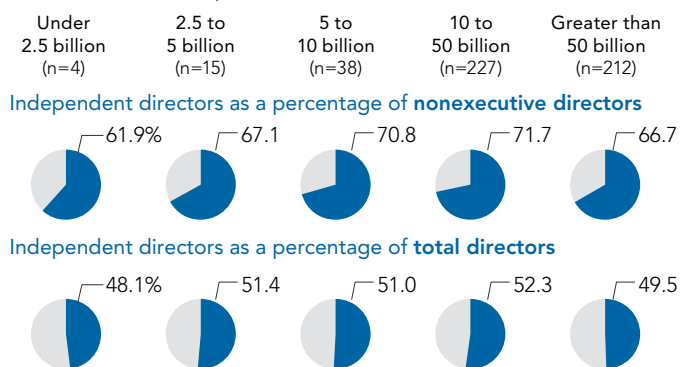 Under 2.5 to 5 to 10 to Greater than
2.5 billion 5 billion 10 billion 50 billion 50 billion
(n=4) (n=15) (n=38) (n=227) (n=212)
Independent directors as a percentage of nonexecutive directors
61.9% 67.1 70.8 71.7 66.7
Independent directors as a percentage of total directors
48.1% 51.4 51.0 52.3 49.5